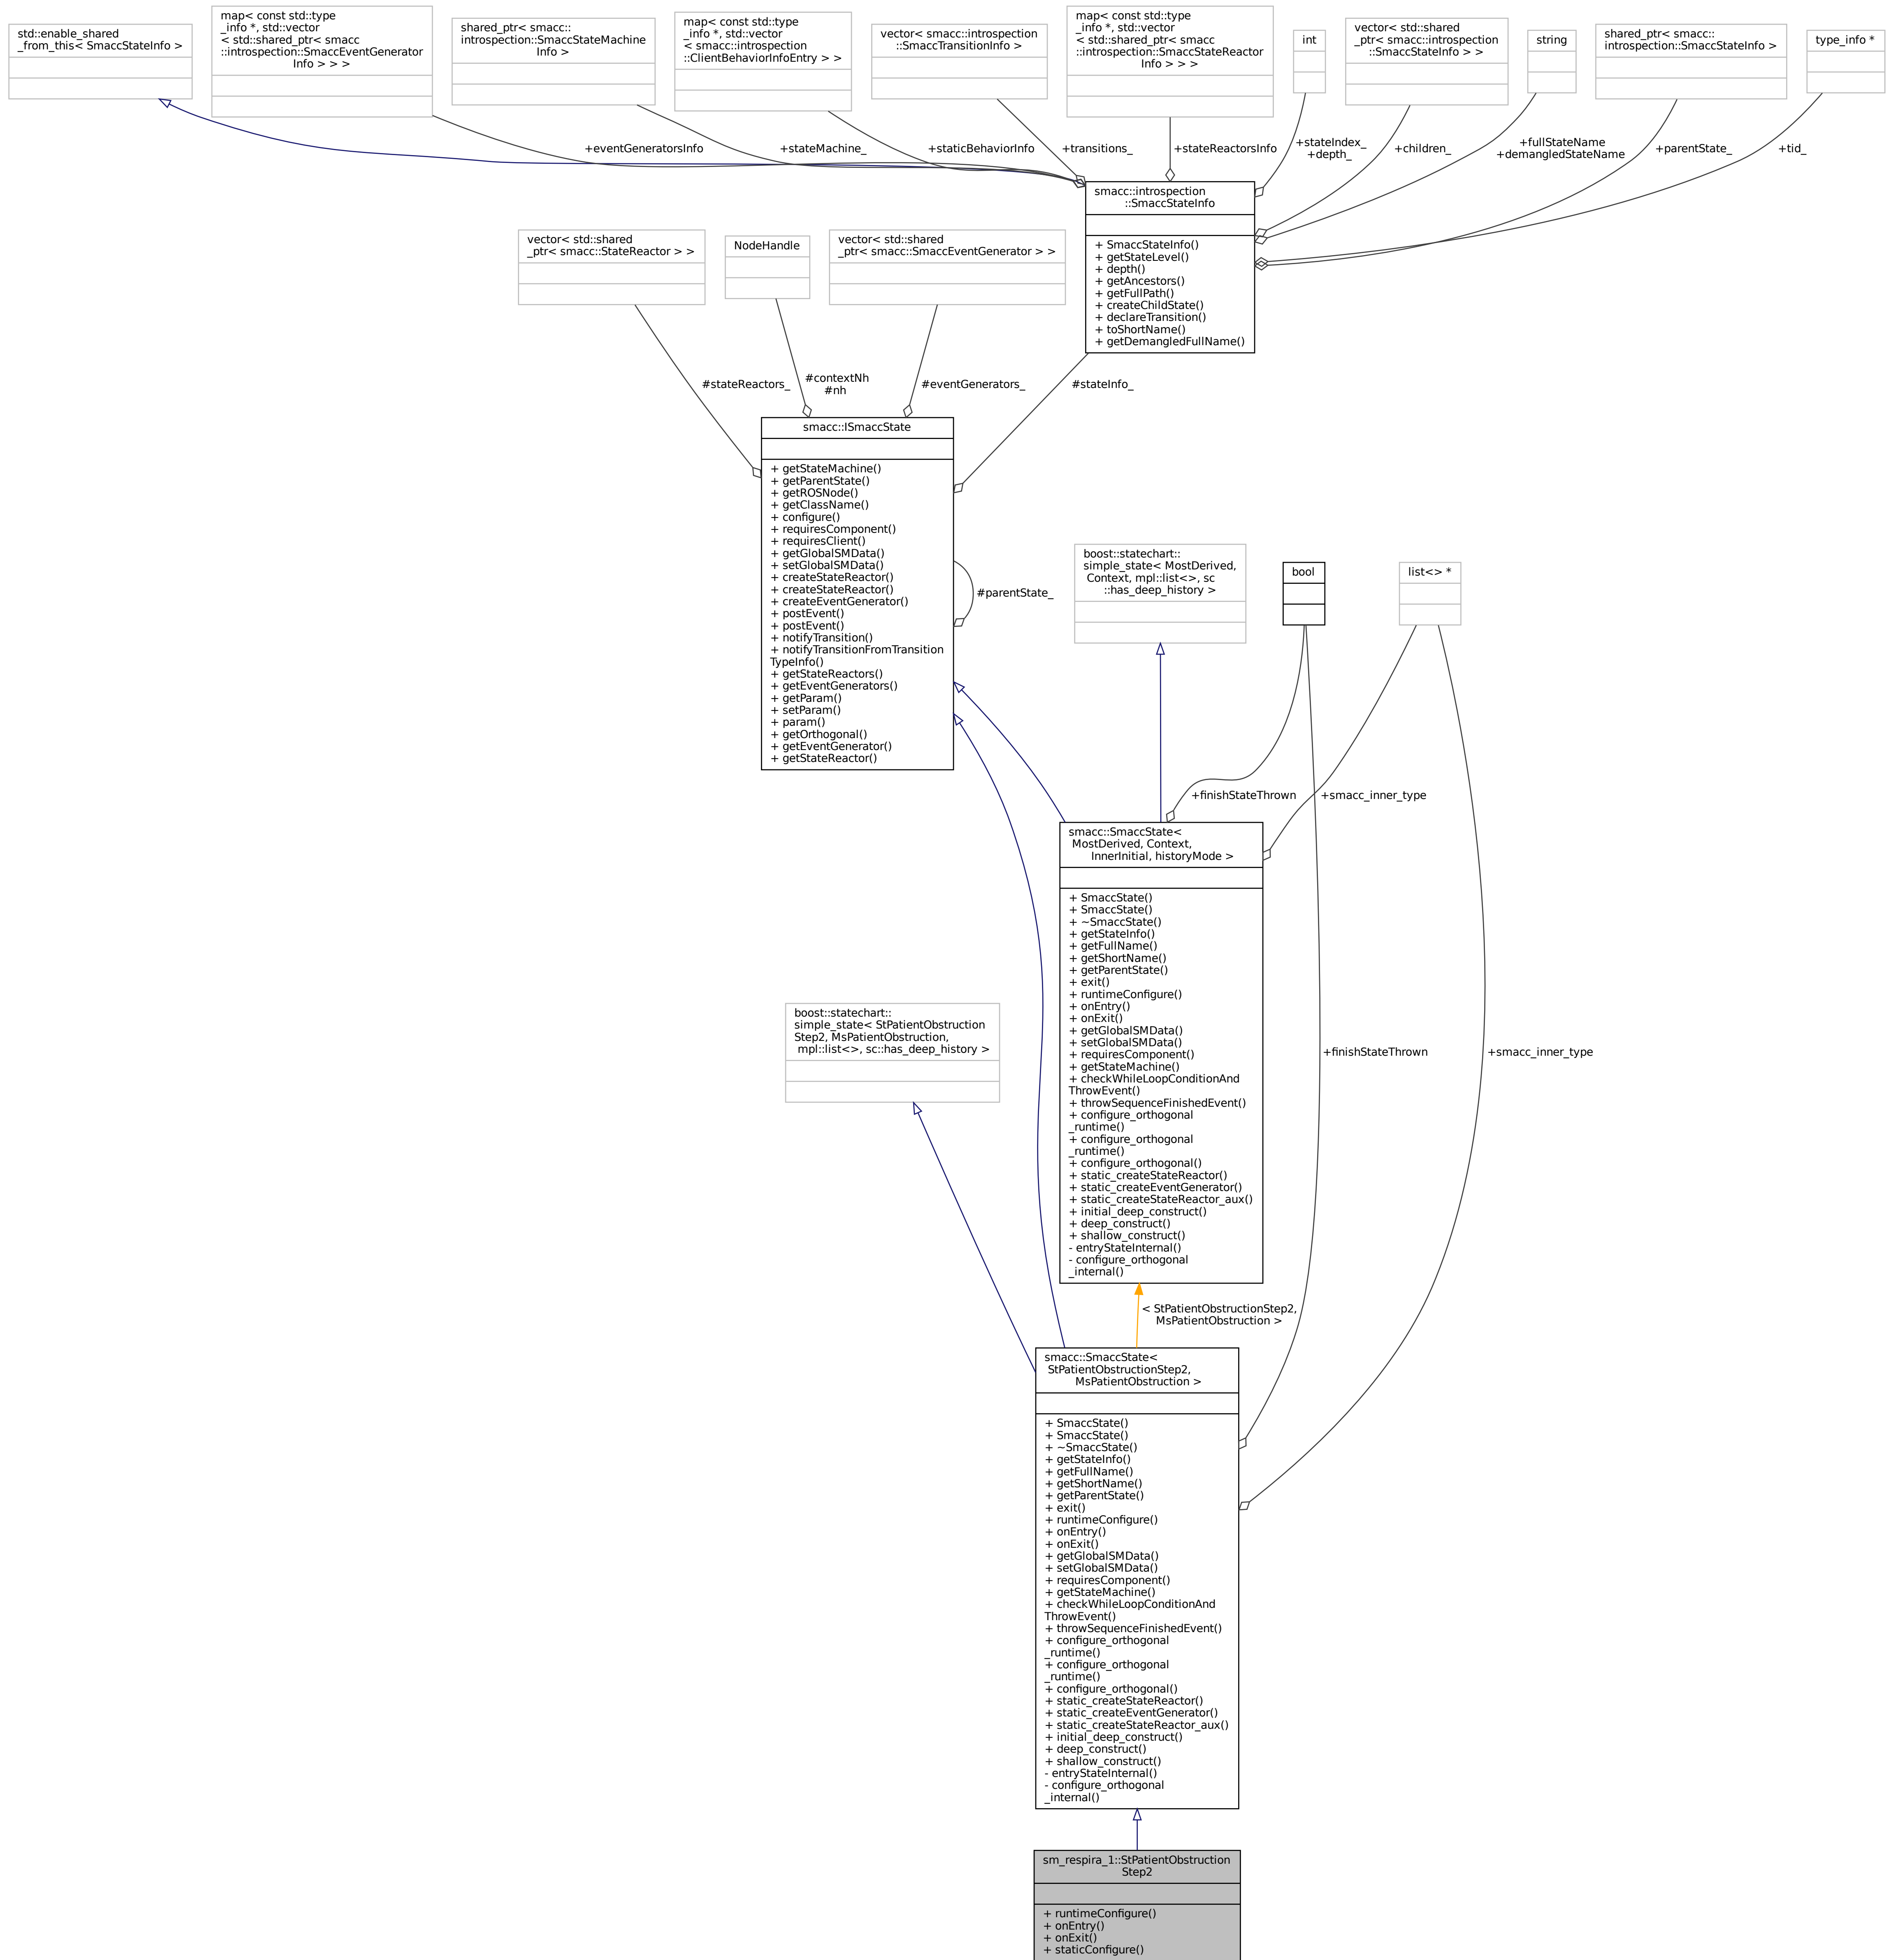 std::enable_shared
_from_this< SmaccStateInfo >
map< const std::type
_info *, std::vector
< std::shared_ptr< smacc
::introspection::SmaccEventGenerator
Info > > >
shared_ptr< smacc::
introspection::SmaccStateMachine
Info >
map< const std::type
_info *, std::vector
< smacc::introspection
::ClientBehaviorInfoEntry > >
vector< smacc::introspection
::SmaccTransitionInfo >
map< const std::type
_info *, std::vector
< std::shared_ptr< smacc
::introspection::SmaccStateReactor
Info > > >
int
vector< std::shared
_ptr< smacc::introspection
::SmaccStateInfo > >
string
shared_ptr< smacc::
introspection::SmaccStateInfo >
type_info *
+eventGeneratorsInfo
+stateMachine_
+staticBehaviorInfo
+transitions_
+stateReactorsInfo
+stateIndex_
+depth_
+children_
+fullStateName
+demangledStateName
+parentState_
+tid_
smacc::introspection
::SmaccStateInfo
+ SmaccStateInfo()
+ getStateLevel()
+ depth()
+ getAncestors()
+ getFullPath()
+ createChildState()
+ declareTransition()
+ toShortName()
+ getDemangledFullName()
vector< std::shared
_ptr< smacc::StateReactor > >
NodeHandle
vector< std::shared
_ptr< smacc::SmaccEventGenerator > >
#stateReactors_
#contextNh
#nh
#eventGenerators_
#stateInfo_
smacc::ISmaccState
+ getStateMachine()
+ getParentState()
+ getROSNode()
+ getClassName()
+ configure()
+ requiresComponent()
+ requiresClient()
+ getGlobalSMData()
+ setGlobalSMData()
+ createStateReactor()
+ createStateReactor()
+ createEventGenerator()
+ postEvent()
+ postEvent()
+ notifyTransition()
+ notifyTransitionFromTransition
TypeInfo()
+ getStateReactors()
+ getEventGenerators()
+ getParam()
+ setParam()
+ param()
+ getOrthogonal()
+ getEventGenerator()
+ getStateReactor()
#parentState_
boost::statechart::
simple_state< MostDerived,
Context, mpl::list<>, sc
::has_deep_history >
bool
list<> *
+finishStateThrown
+smacc_inner_type
smacc::SmaccState<
MostDerived, Context,
InnerInitial, historyMode >
+ SmaccState()
+ SmaccState()
+ ~SmaccState()
+ getStateInfo()
+ getFullName()
+ getShortName()
+ getParentState()
+ exit()
+ runtimeConfigure()
+ onEntry()
+ onExit()
+ getGlobalSMData()
+ setGlobalSMData()
+ requiresComponent()
+ getStateMachine()
+ checkWhileLoopConditionAnd
ThrowEvent()
+ throwSequenceFinishedEvent()
+ configure_orthogonal
_runtime()
+ configure_orthogonal
_runtime()
+ configure_orthogonal()
+ static_createStateReactor()
+ static_createEventGenerator()
+ static_createStateReactor_aux()
+ initial_deep_construct()
+ deep_construct()
+ shallow_construct()
- entryStateInternal()
- configure_orthogonal
_internal()
boost::statechart::
simple_state< StPatientObstruction
Step2, MsPatientObstruction,
mpl::list<>, sc::has_deep_history >
+finishStateThrown
+smacc_inner_type
< StPatientObstructionStep2,
MsPatientObstruction >
smacc::SmaccState<
StPatientObstructionStep2,
MsPatientObstruction >
+ SmaccState()
+ SmaccState()
+ ~SmaccState()
+ getStateInfo()
+ getFullName()
+ getShortName()
+ getParentState()
+ exit()
+ runtimeConfigure()
+ onEntry()
+ onExit()
+ getGlobalSMData()
+ setGlobalSMData()
+ requiresComponent()
+ getStateMachine()
+ checkWhileLoopConditionAnd
ThrowEvent()
+ throwSequenceFinishedEvent()
+ configure_orthogonal
_runtime()
+ configure_orthogonal
_runtime()
+ configure_orthogonal()
+ static_createStateReactor()
+ static_createEventGenerator()
+ static_createStateReactor_aux()
+ initial_deep_construct()
+ deep_construct()
+ shallow_construct()
- entryStateInternal()
- configure_orthogonal
_internal()
sm_respira_1::StPatientObstruction
Step2
+ runtimeConfigure()
+ onEntry()
+ onExit()
+ staticConfigure()